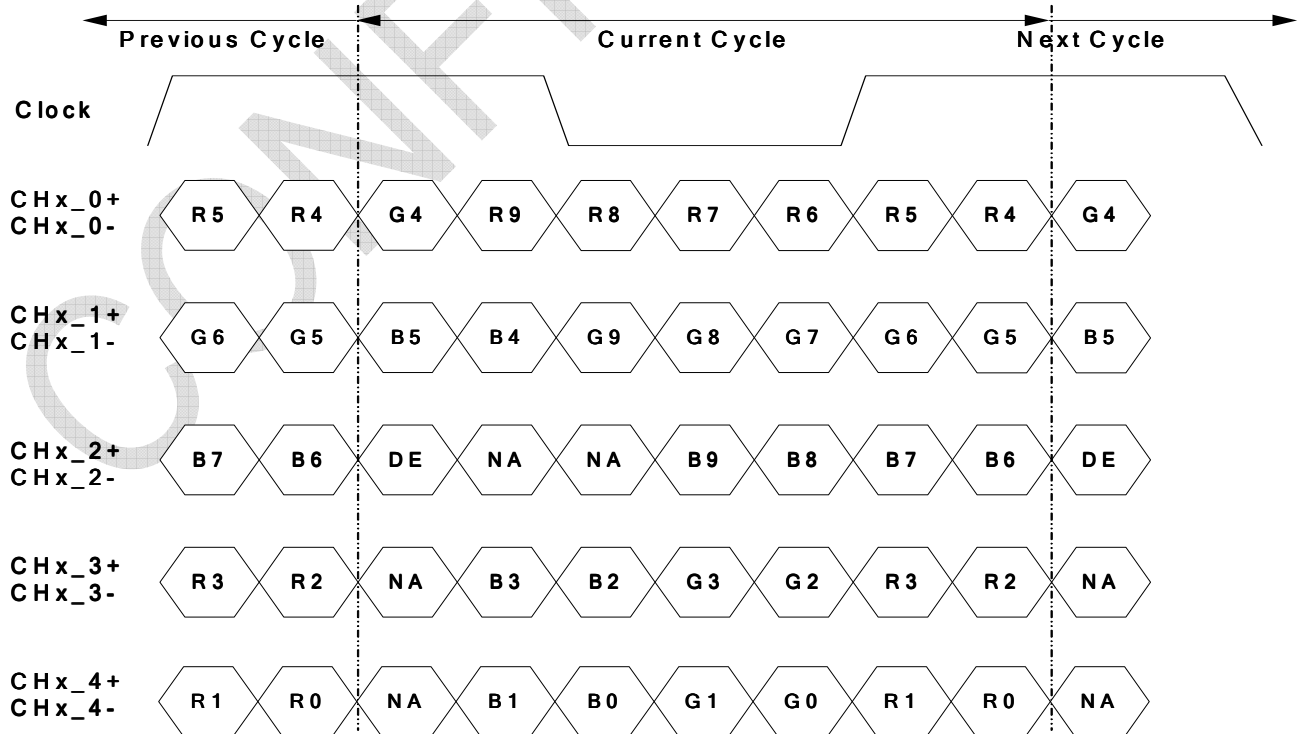 Previous Cycle Current Cycle Next Cycle
Clock
CHx_0+
CHx_0-
R5 R4 G4 R9 R8 R7 R6 R5 R4 G4
CHx_1+
CHx_1-
G6 G5 B5 B4 G9 G8 G7 G6 G5 B5
CHx_2+
CHx_2-
B7 B6 DE NA NA B9 B8 B7 B6 DE
CHx_3+
CHx_3-
R3 R2 NA B3 B2 G3 G2 R3 R2 NA
CHx_4+
CHx_4-
R1 R0 NA B1 B0 G1 G0 R1 R0 NA